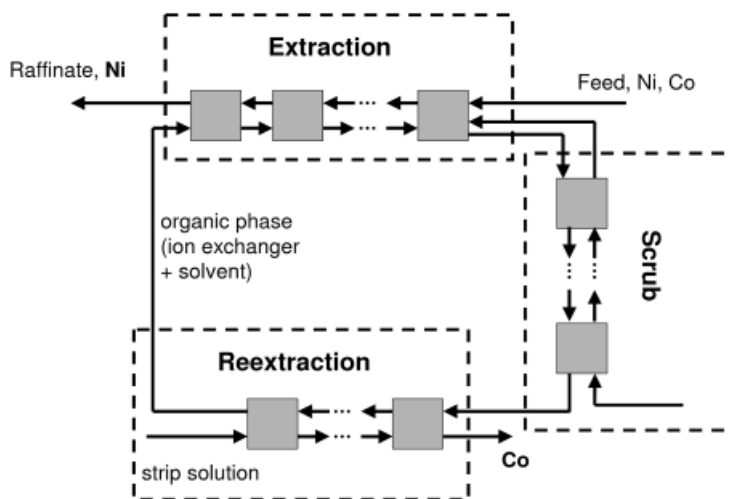 Extraction
Raffinate, Ni
Feed, Ni, Co
...
organic phase
(ion exchanger
+ solvent)
Scrub
... ...
Reextraction
...
...
strip solution
Co